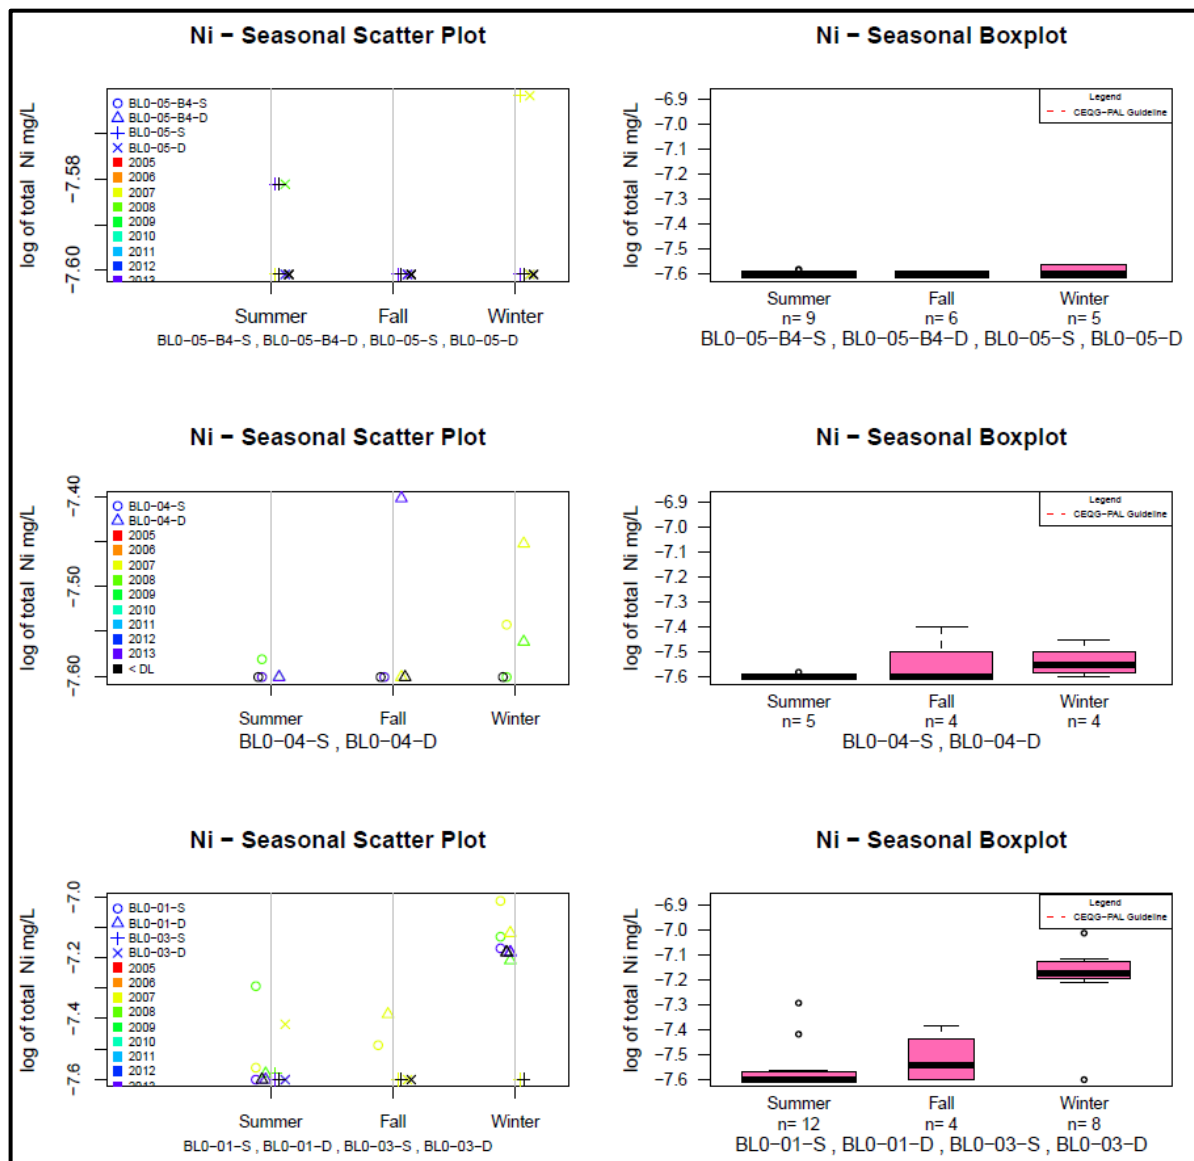 Ni − Seasonal Scatter Plot
log of total Ni mg/L
−7.58
−7.60
BL0−05−B4−S
BL0−05−B4−D
BL0−05−S
BL0−05−D
2005
2006
2007
2008
2009
2010
2011
2012
2013
Summer
Fall
Winter
BL0−05−B4−S , BL0−05−B4−D , BL0−05−S , BL0−05−D
Ni − Seasonal Boxplot
log of total Ni mg/L
−6.9
−7.0
−7.1
−7.2
−7.3
−7.4
−7.5
−7.6
Legend
CEQG−PAL Guideline
Summer
n= 9
Fall
n= 6
Winter
n= 5
BL0−05−B4−S , BL0−05−B4−D , BL0−05−S , BL0−05−D
Ni − Seasonal Scatter Plot
log of total Ni mg/L
−7.40
−7.50
−7.60
BL0−04−S
BL0−04−D
2005
2006
2007
2008
2009
2010
2011
2012
2013
< DL
Summer
Fall
Winter
BL0−04−S , BL0−04−D
Ni − Seasonal Boxplot
log of total Ni mg/L
−6.9
−7.0
−7.1
−7.2
−7.3
−7.4
−7.5
−7.6
Legend
CEQG−PAL Guideline
Summer
n= 5
Fall
n= 4
Winter
n= 4
BL0−04−S , BL0−04−D
Ni − Seasonal Scatter Plot
log of total Ni mg/L
−7.0
−7.2
−7.4
−7.6
BL0−01−S
BL0−01−D
BL0−03−S
BL0−03−D
2005
2006
2007
2008
2009
2010
2011
2012
2013
Summer
Fall
Winter
BL0−01−S , BL0−01−D , BL0−03−S , BL0−03−D
Ni − Seasonal Boxplot
log of total Ni mg/L
−6.9
−7.0
−7.1
−7.2
−7.3
−7.4
−7.5
−7.6
Legend
CEQG−PAL Guideline
Summer
n= 12
Fall
n= 4
Winter
n= 8
BL0−01−S , BL0−01−D , BL0−03−S , BL0−03−D